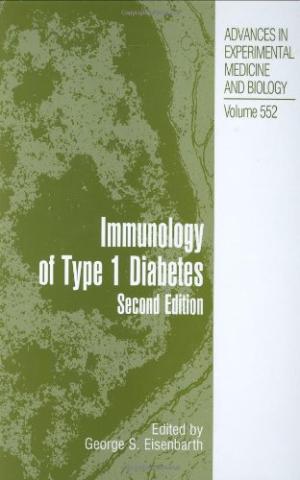 ADVANCES IN
EXPERIMENTAL
MEDICINE
AND BIOLOGY
Volume 552
Immunology
of Type 1 Diabetes
Second Edition
Edited by
George S. Eisenbarth